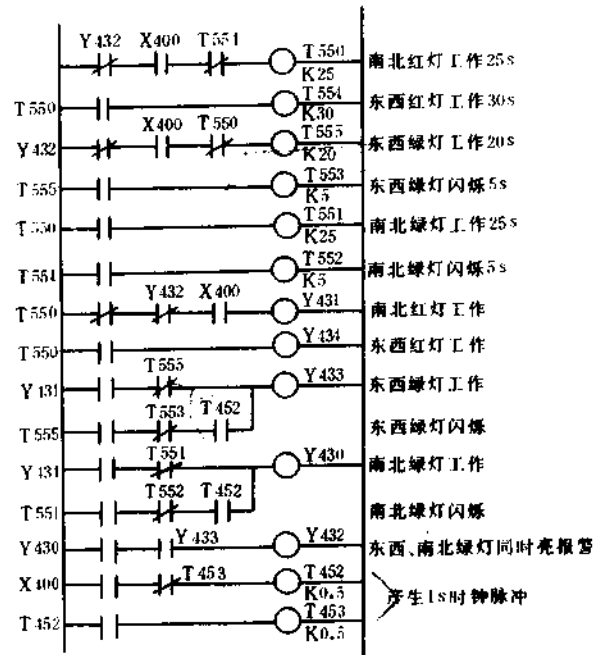 Y432 X400 T551 T550 K25 南北红灯工作25s
T550 T554 K30 东西红灯工作30s
Y432 X400 T550 T555 K20 东西绿灯工作20s
T555 T553 K5 东西绿灯闪烁5s
T550 T551 K25 南北绿灯工作25s
T551 T552 K5 南北绿灯闪烁5s
T550 Y432 X400 Y431 南北红灯工作
T550 Y434 东西红灯工作
Y431 T555 Y433 东西绿灯工作
T555 T553 T452 东西绿灯闪烁
Y434 T551 Y430 南北绿灯工作
T551 T552 T452 南北绿灯闪烁
Y430 Y433 Y432 东西、南北绿灯同时亮报警
X400 T453 T452 K0.5
产生1s时钟脉冲
T452 T453 K0.5